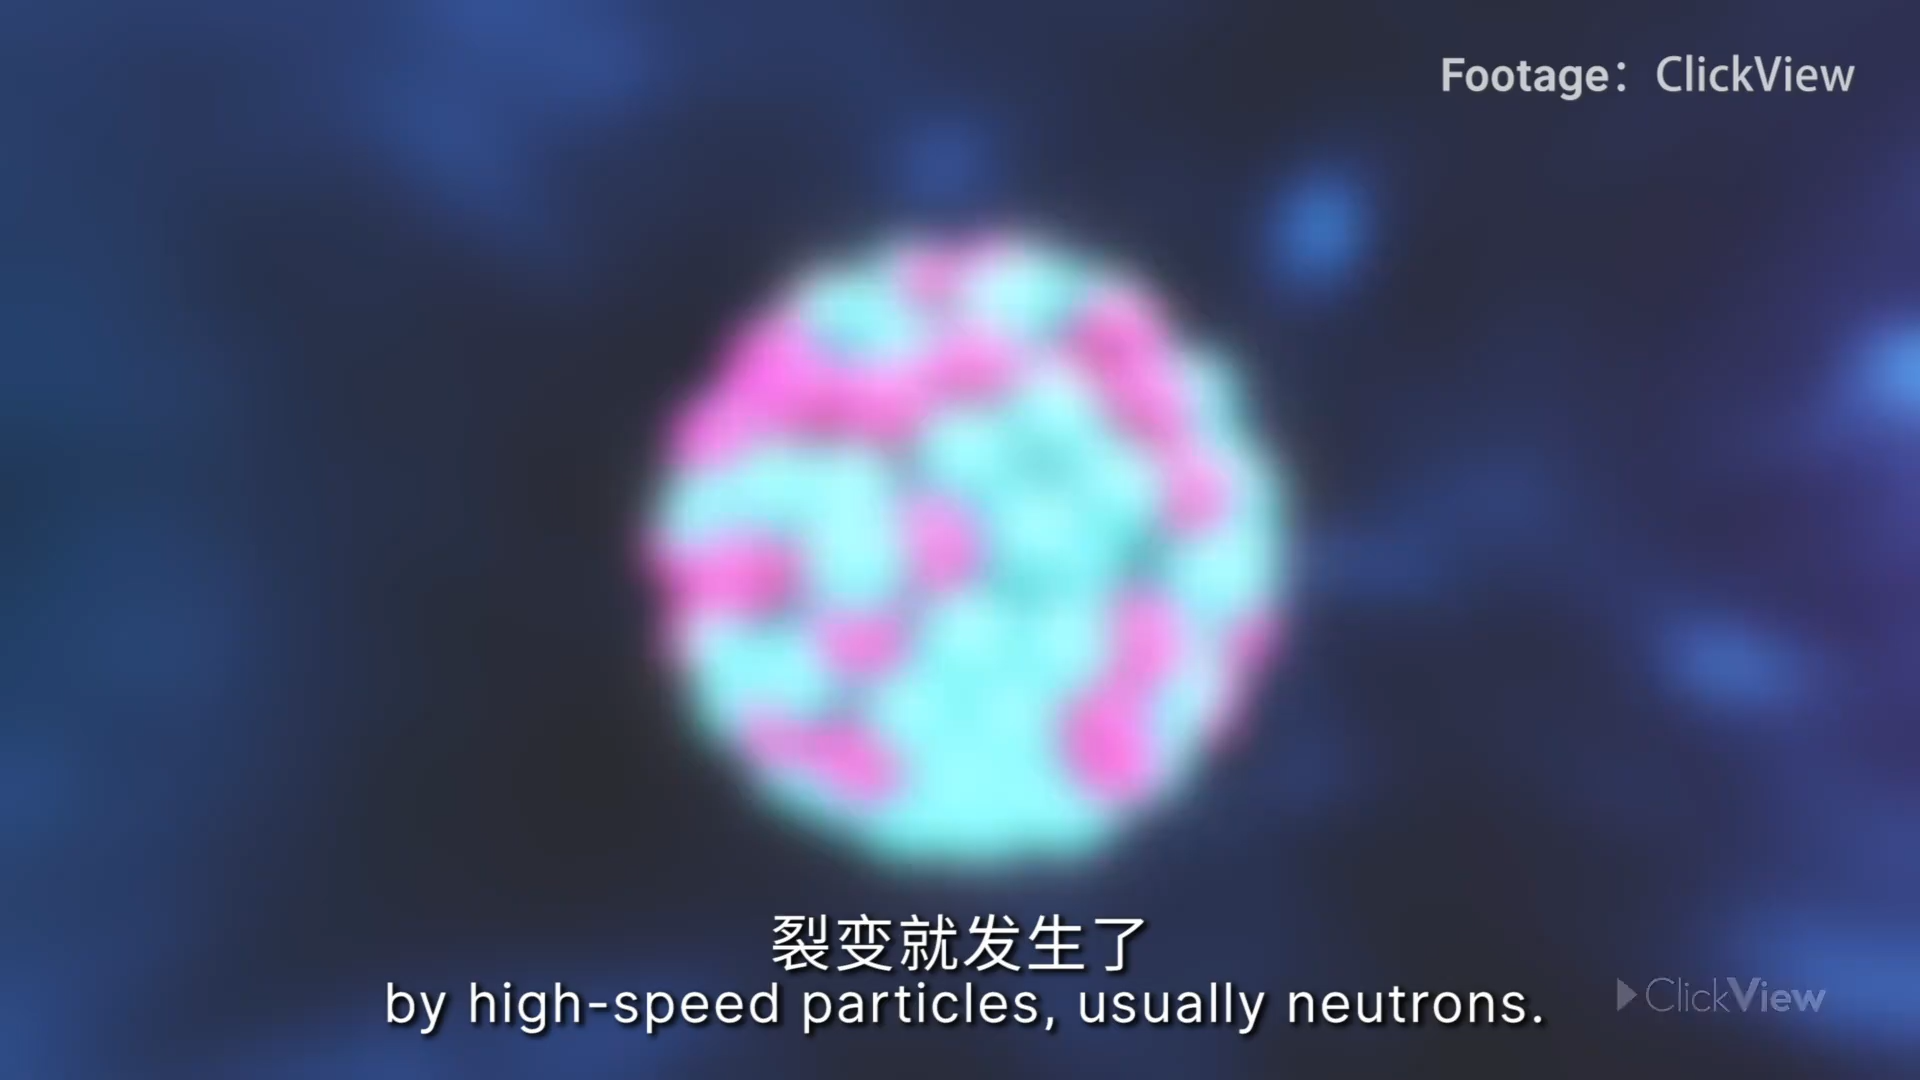 Footage：ClickView
裂变就发生了
by high-speed particles, usually neutrons.
ClickView